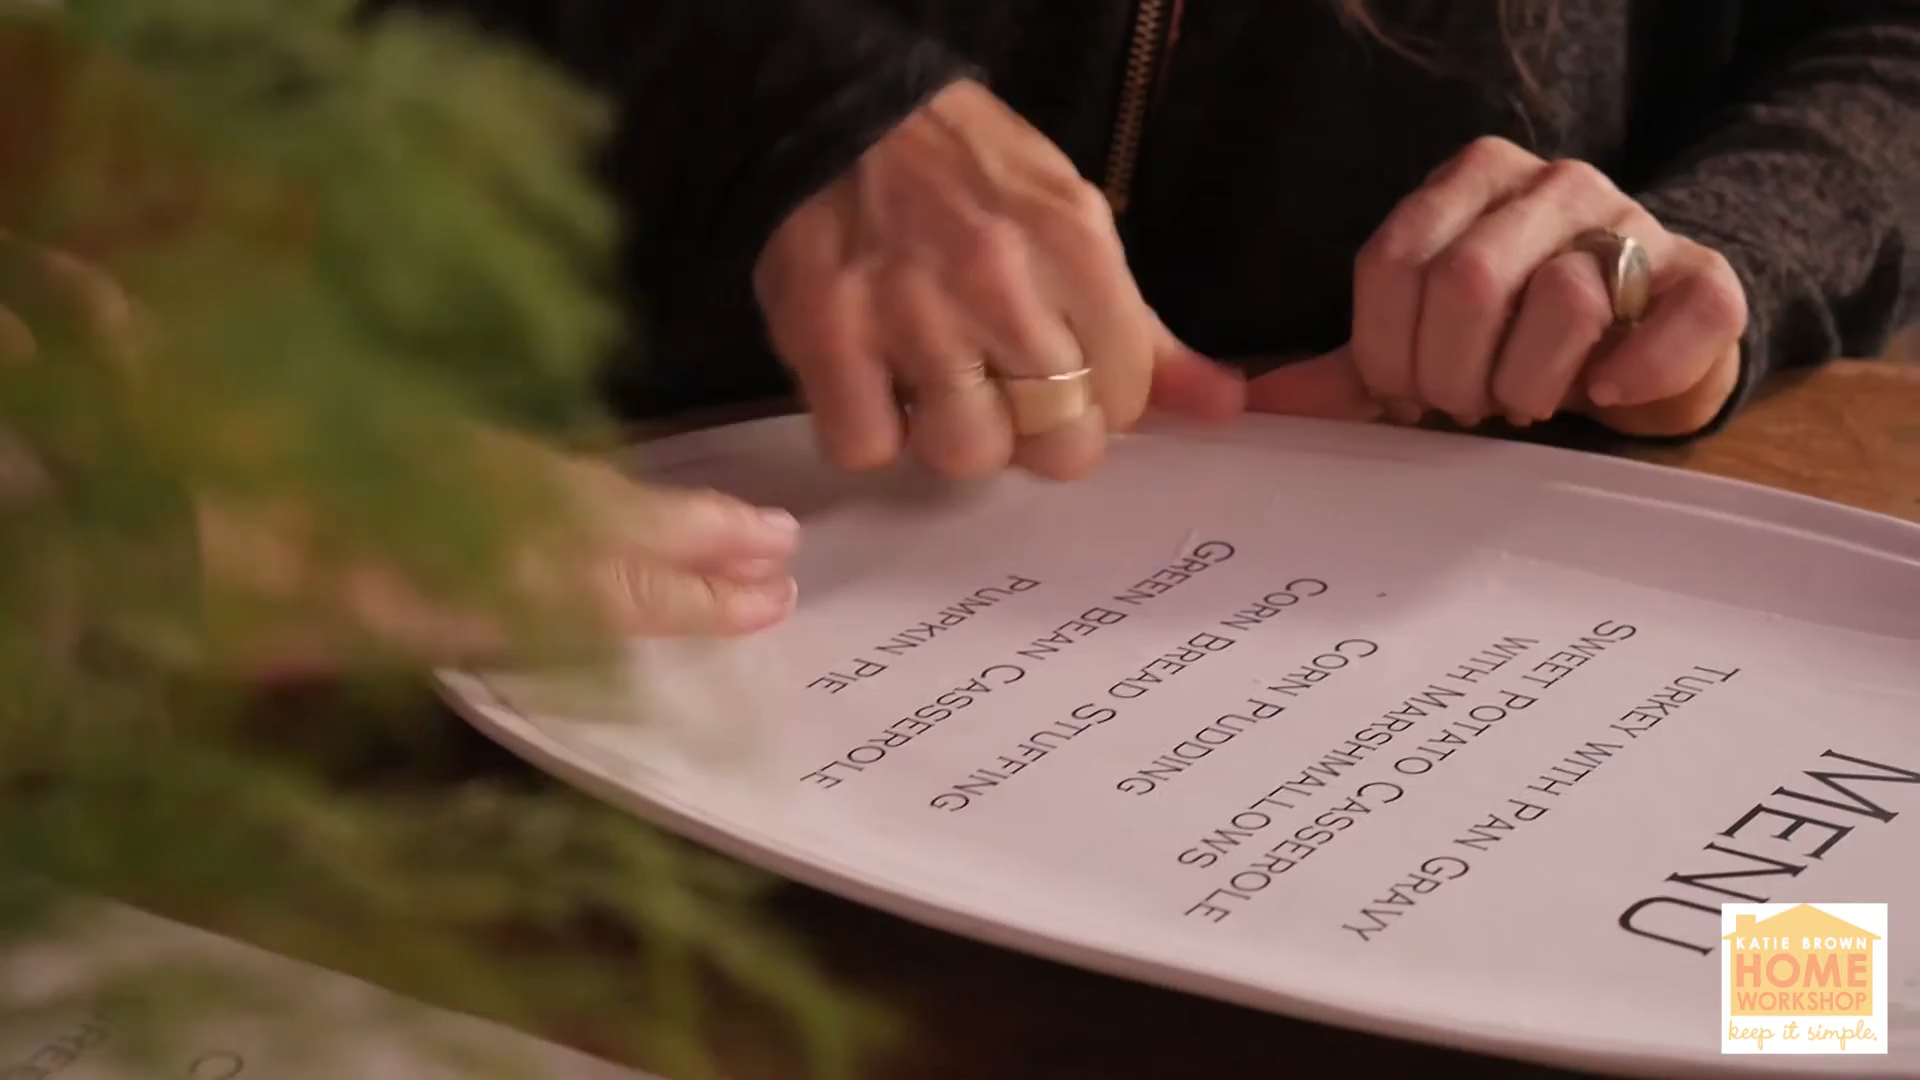 MENU
TURKEY WITH PAN GRAVY
SWEET POTATO CASSEROLE
WITH MARSHMALLOWS
CORN PUDDING
CORN BREAD STUFFING
GREEN BEAN CASSEROLE
PUMPKIN PIE
KATIE BROWN
HOME
WORKSHOP
keep it simple.